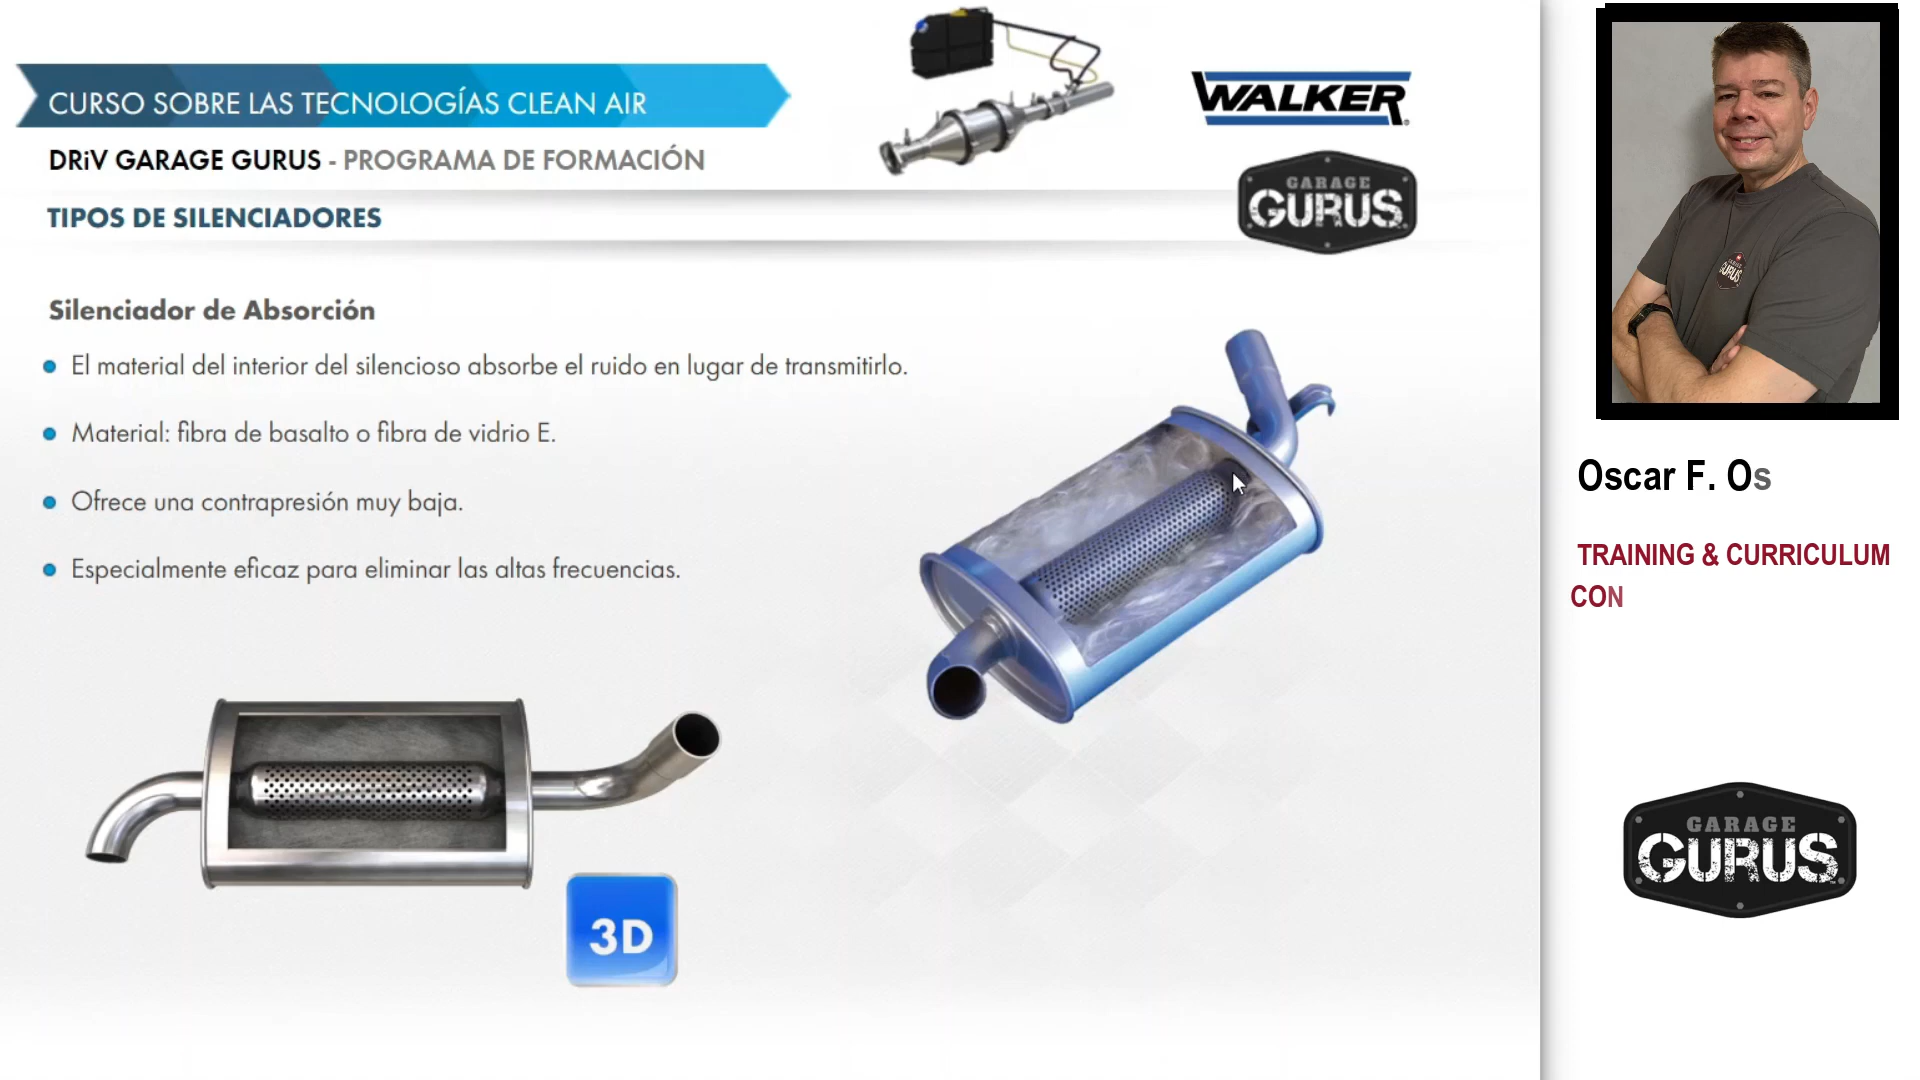 CURSO SOBRE LAS TECNOLOGÍAS CLEAN AIR
DRiV GARAGE GURUS - PROGRAMA DE FORMACIÓN
WALKER®
GARAGE
GURUS
TIPOS DE SILENCIADORES
Silenciador de Absorción
El material del interior del silencioso absorbe el ruido en lugar de transmitirlo.
Material: fibra de basalto o fibra de vidrio E.
Ofrece una contrapresión muy baja.
Especialmente eficaz para eliminar las altas frecuencias.
3D
GARAGE
GURUS
Oscar F. Os
TRAINING & CURRICULUM
CON
GARAGE
GURUS